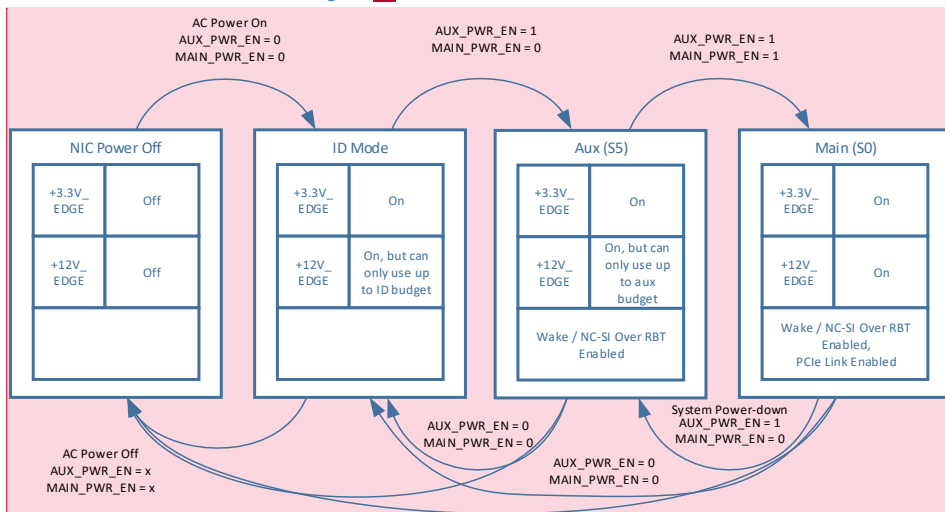 AC Power On
AUX_PWR_EN = 0
MAIN_PWR_EN = 0
AUX_PWR_EN = 1
MAIN_PWR_EN = 0
AUX_PWR_EN = 1
MAIN_PWR_EN = 1
NIC Power Off
+3.3V_
EDGE
Off
+12V_
EDGE
Off
ID Mode
+3.3V_
EDGE
On
+12V_
EDGE
On, but can
only use up
to ID budget
Aux (S5)
+3.3V_
EDGE
On
+12V_
EDGE
On, but can
only use up
to aux
budget
Wake / NC-SI Over RBT
Enabled
Main (S0)
+3.3V_
EDGE
On
+12V_
EDGE
On
Wake / NC-SI Over RBT
Enabled,
PCIe Link Enabled
AC Power Off
AUX_PWR_EN = x
MAIN_PWR_EN = x
AUX_PWR_EN = 0
MAIN_PWR_EN = 0
AUX_PWR_EN = 0
MAIN_PWR_EN = 0
System Power-down
AUX_PWR_EN = 1
MAIN_PWR_EN = 0